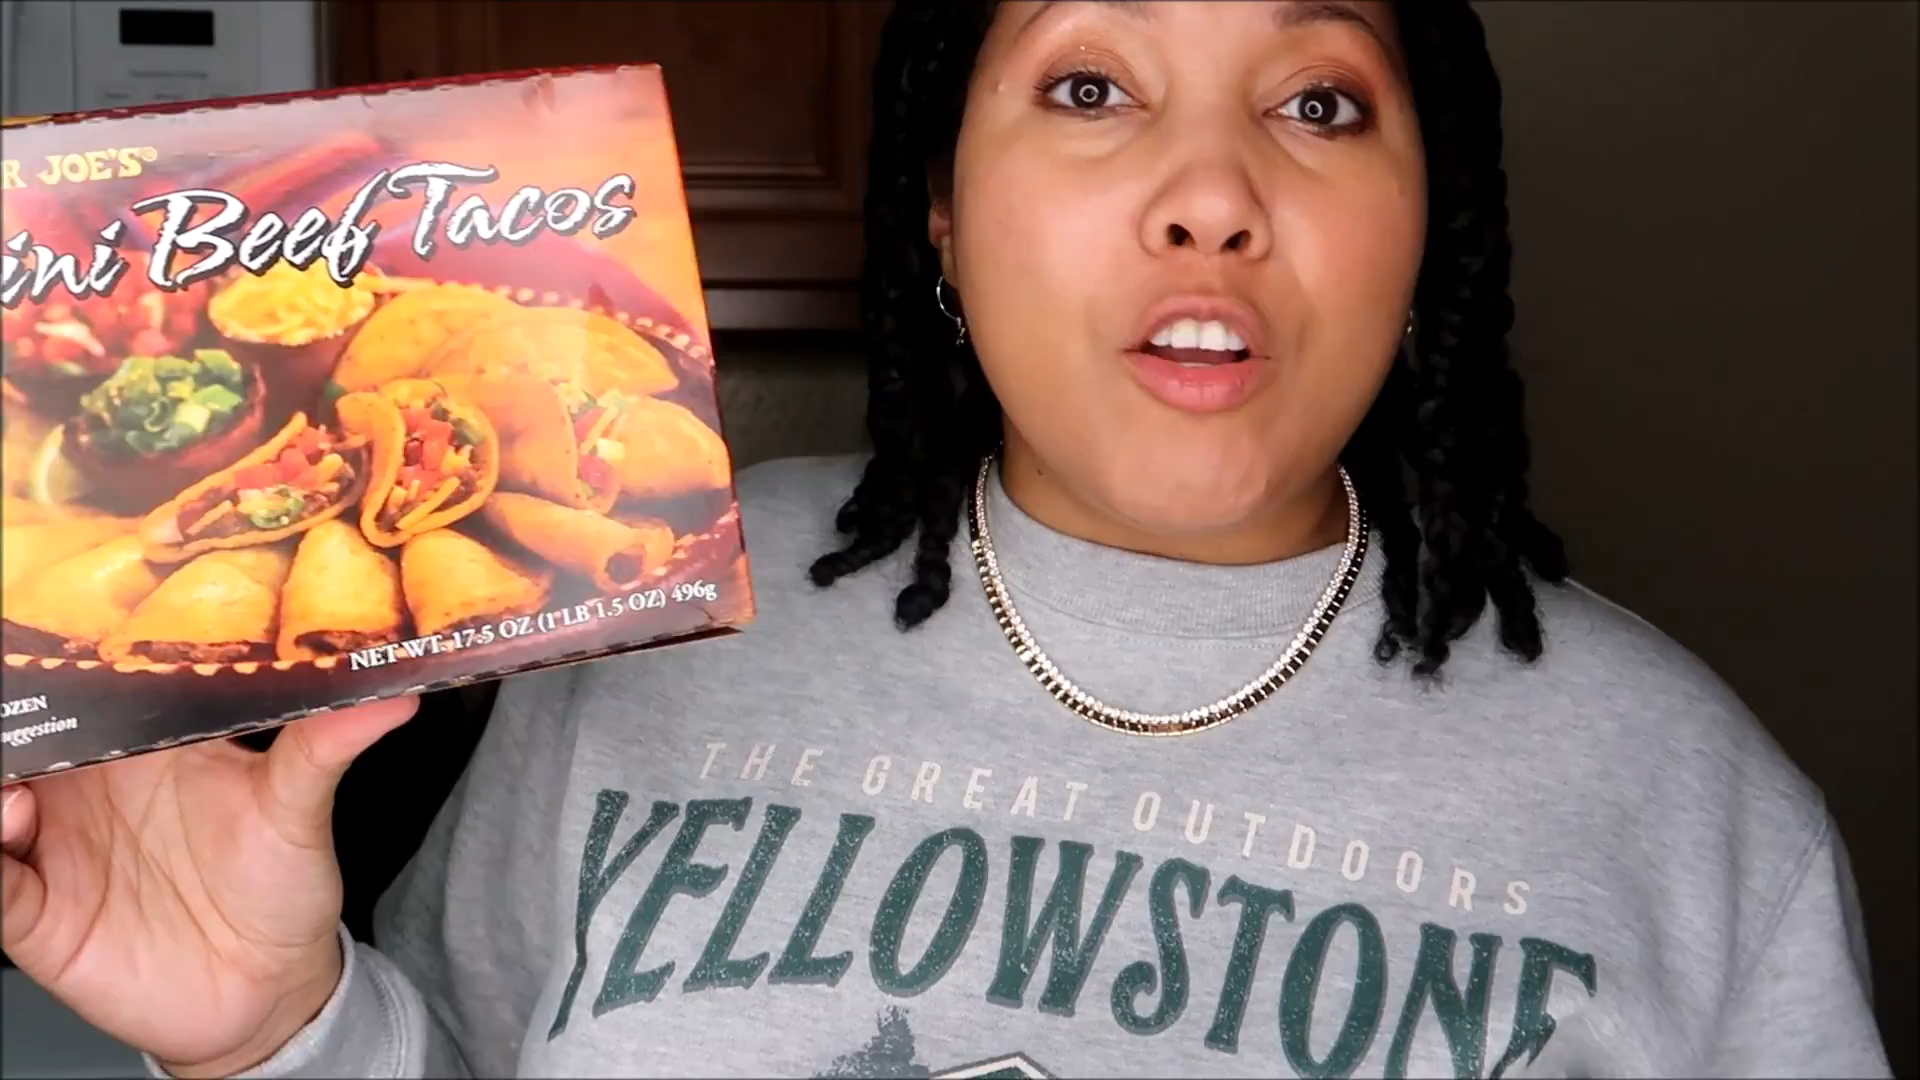 R JOE'S®
ini Beef Tacos
NET WT. 17.5 OZ (1 LB 1.5 OZ) 496g
OZEN
uggestion
THE GREAT OUTDOORS
YELLOWSTONE